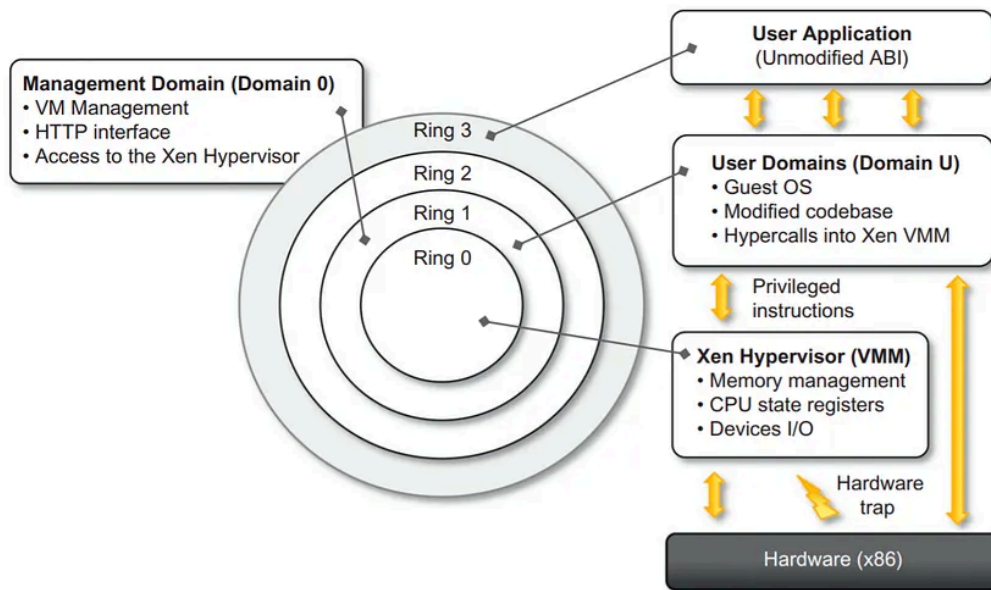 User Application
(Unmodified ABI)
Management Domain (Domain 0)
• VM Management
• HTTP interface
• Access to the Xen Hypervisor
Ring 3
Ring 2
Ring 1
Ring 0
User Domains (Domain U)
• Guest OS
• Modified codebase
• Hypercalls into Xen VMM
Privileged
instructions
Xen Hypervisor (VMM)
• Memory management
• CPU state registers
• Devices I/O
Hardware
trap
Hardware (x86)